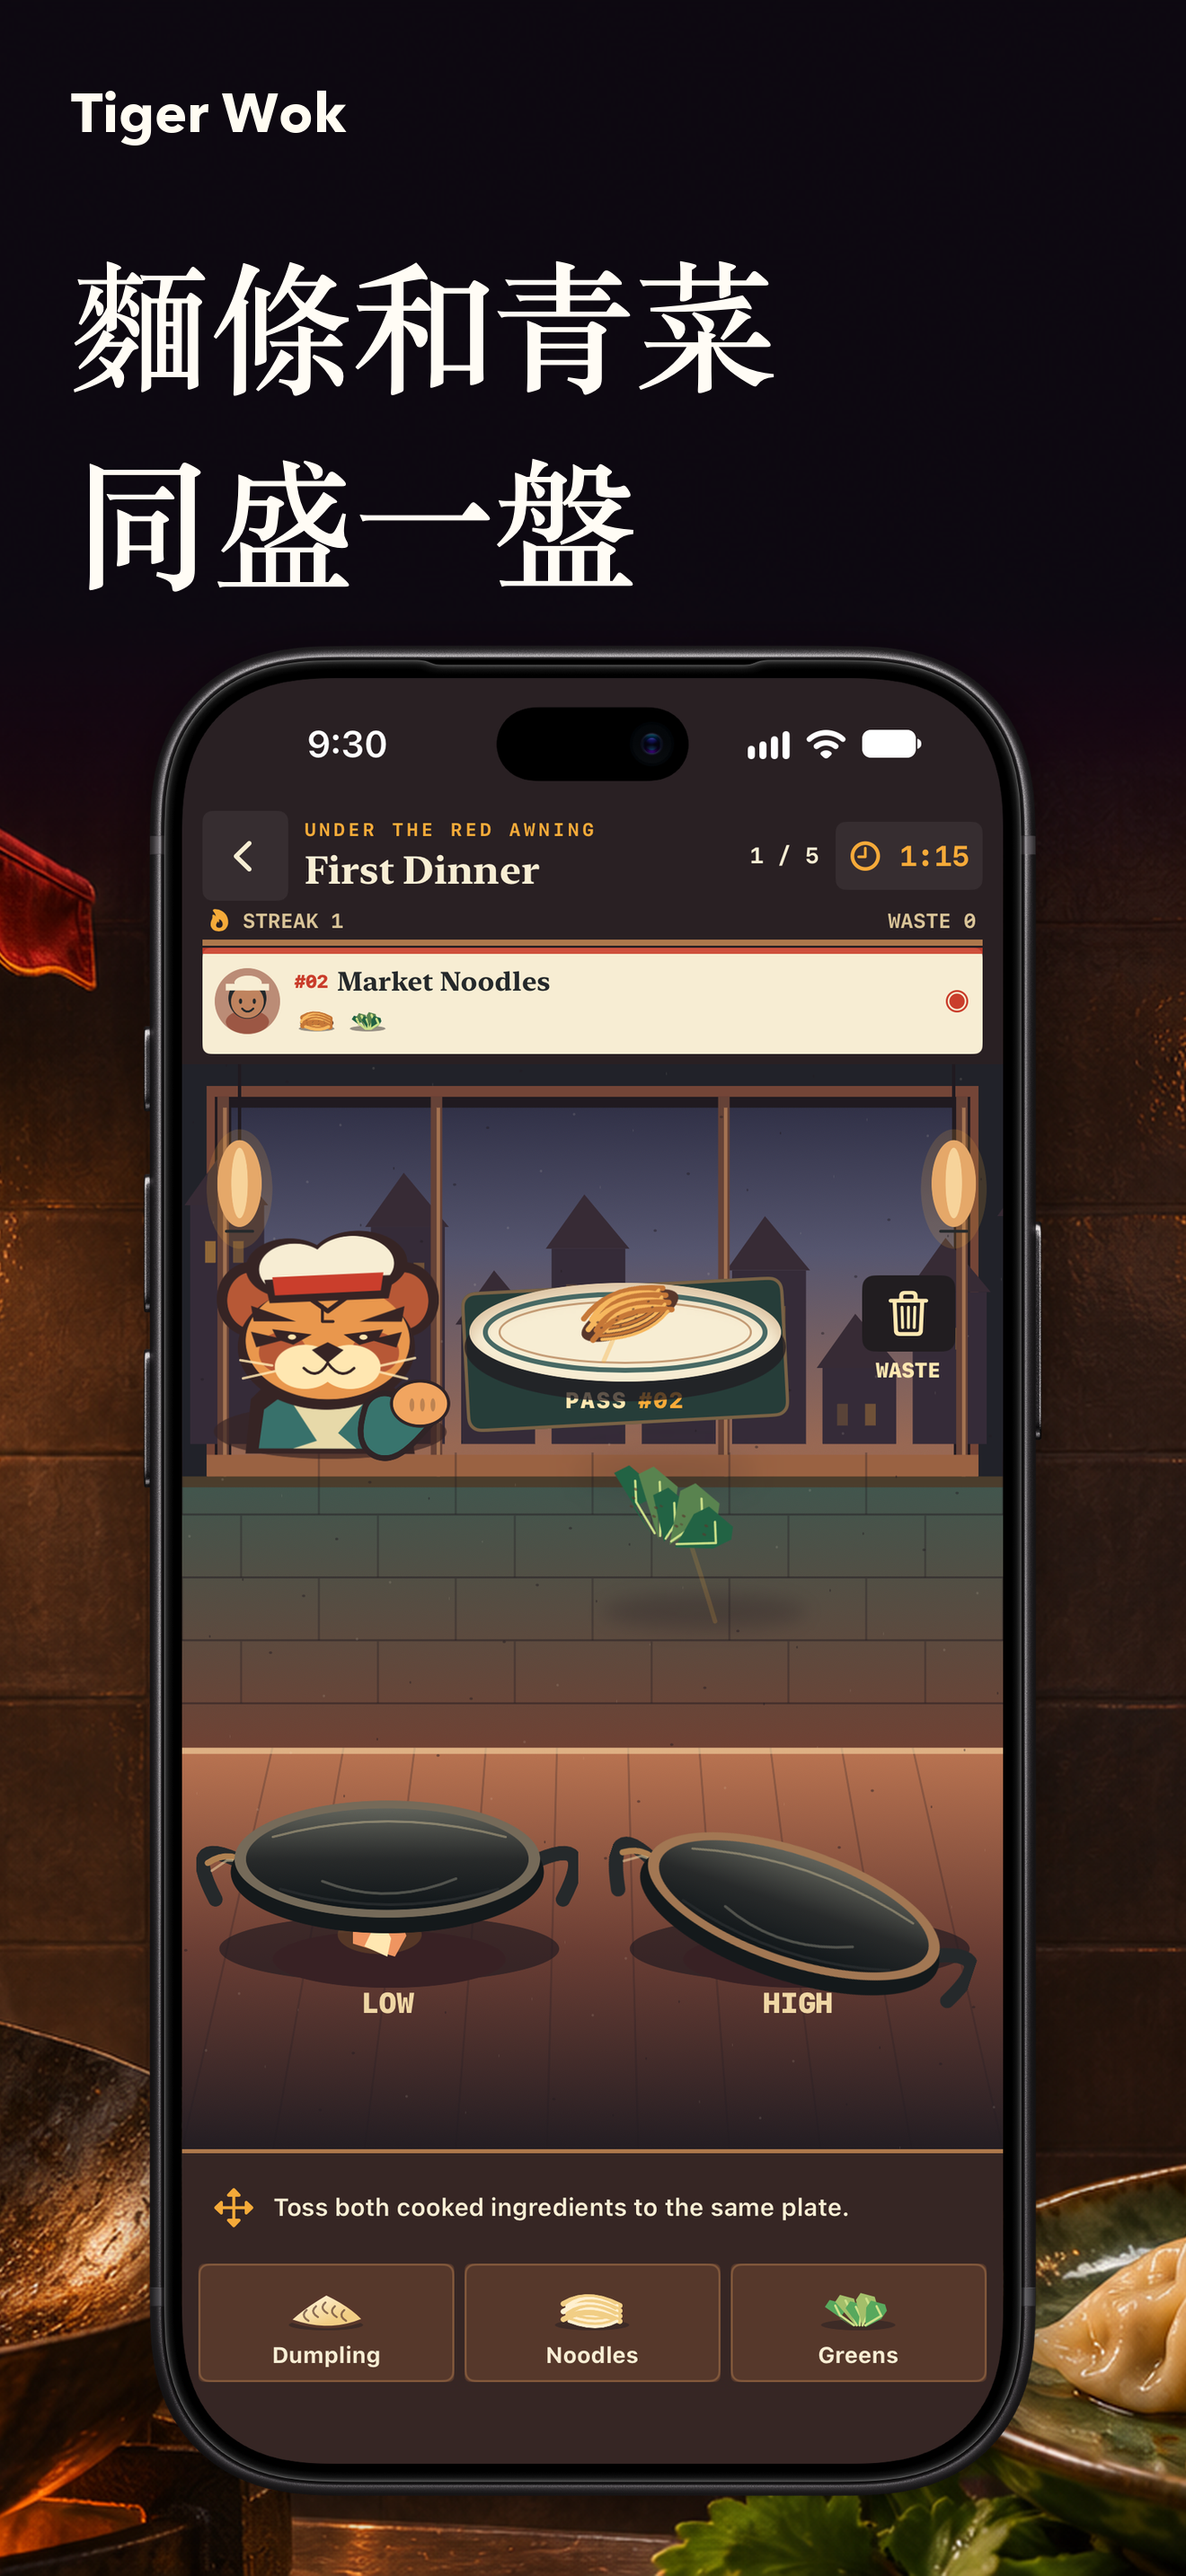 Tiger Wok
麵條和青菜
同盛一盤
9:30
UNDER THE RED AWNING
First Dinner
1 / 5
1:15
STREAK 1
WASTE 0
#02 Market Noodles
WASTE
PASS #02
LOW
HIGH
Toss both cooked ingredients to the same plate.
Dumpling
Noodles
Greens